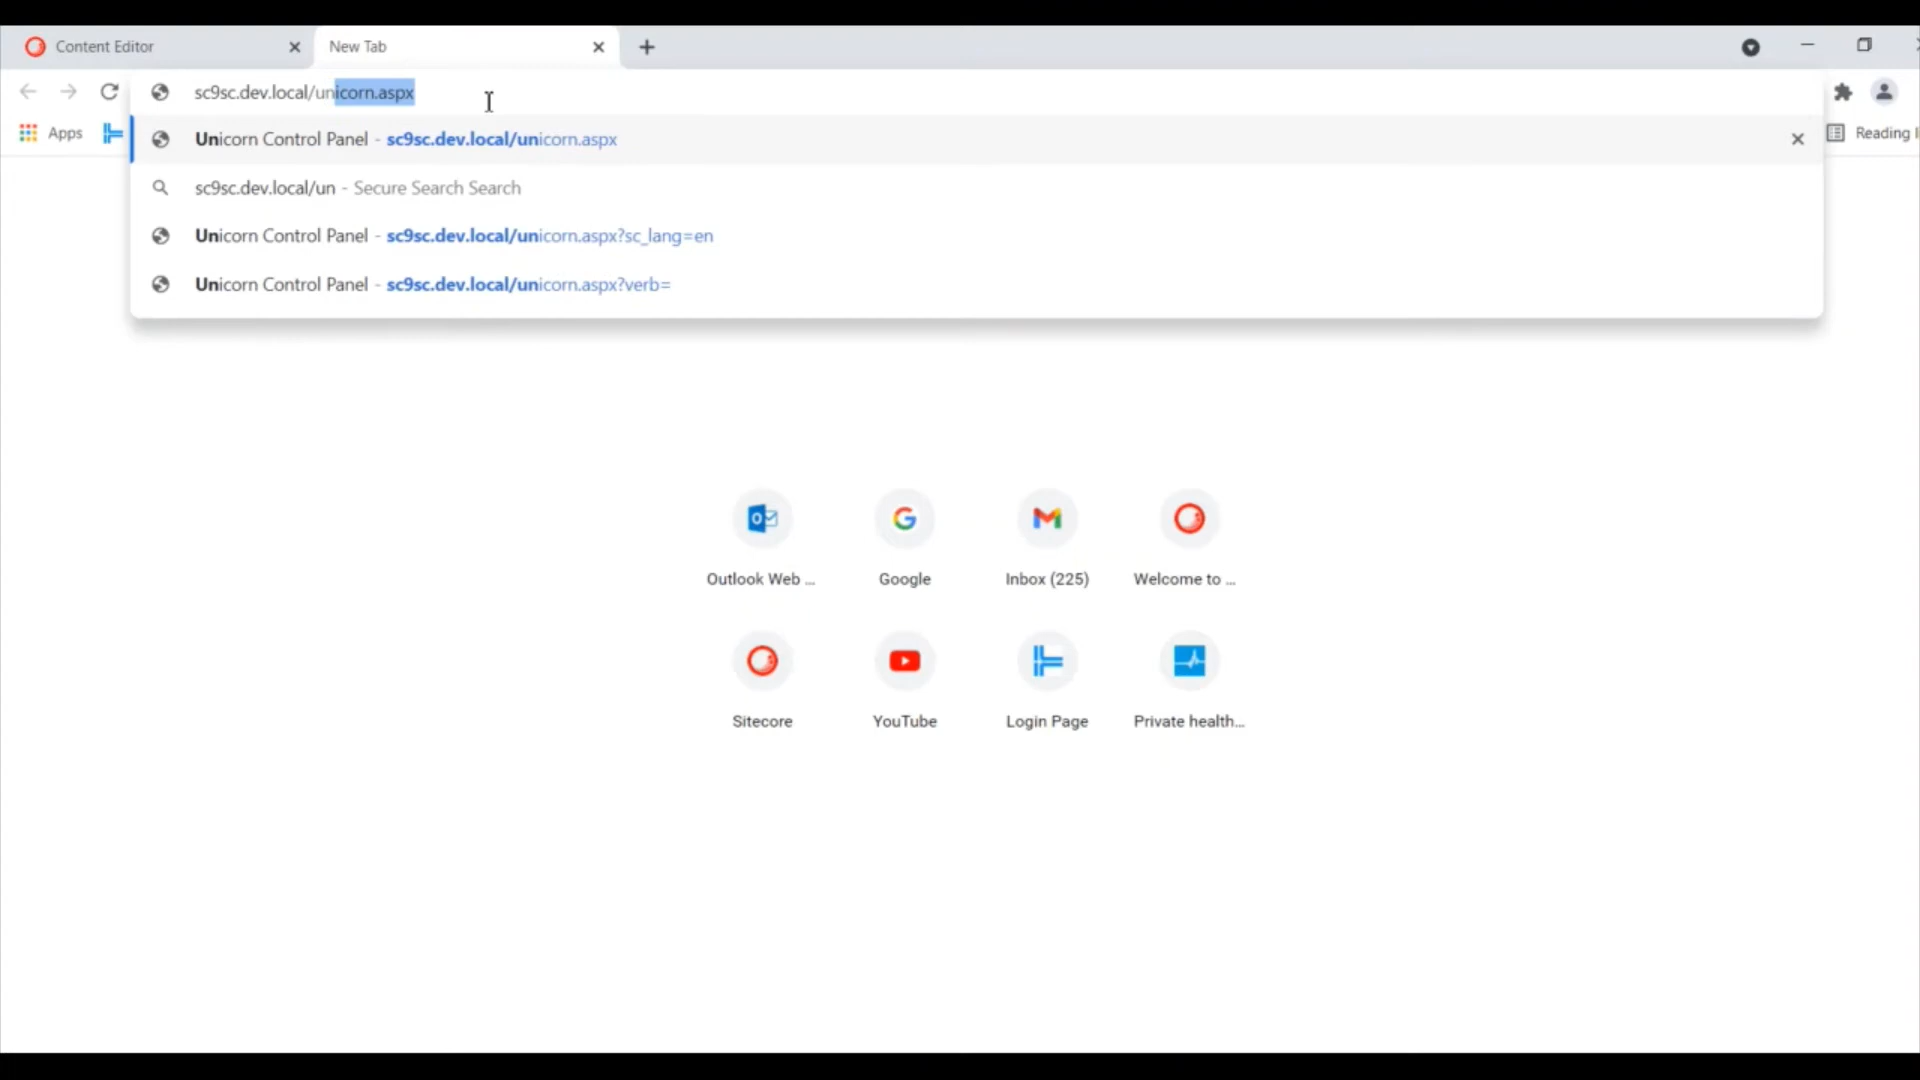 Content Editor
New Tab
sc9sc.dev.local/unicorn.aspx
Unicorn Control Panel - sc9sc.dev.local/unicorn.aspx
sc9sc.dev.local/un - Secure Search Search
Unicorn Control Panel - sc9sc.dev.local/unicorn.aspx?sc_lang=en
Unicorn Control Panel - sc9sc.dev.local/unicorn.aspx?verb=
Apps
Reading
Outlook Web ...
Google
Inbox (225)
Welcome to ...
Sitecore
YouTube
Login Page
Private health...